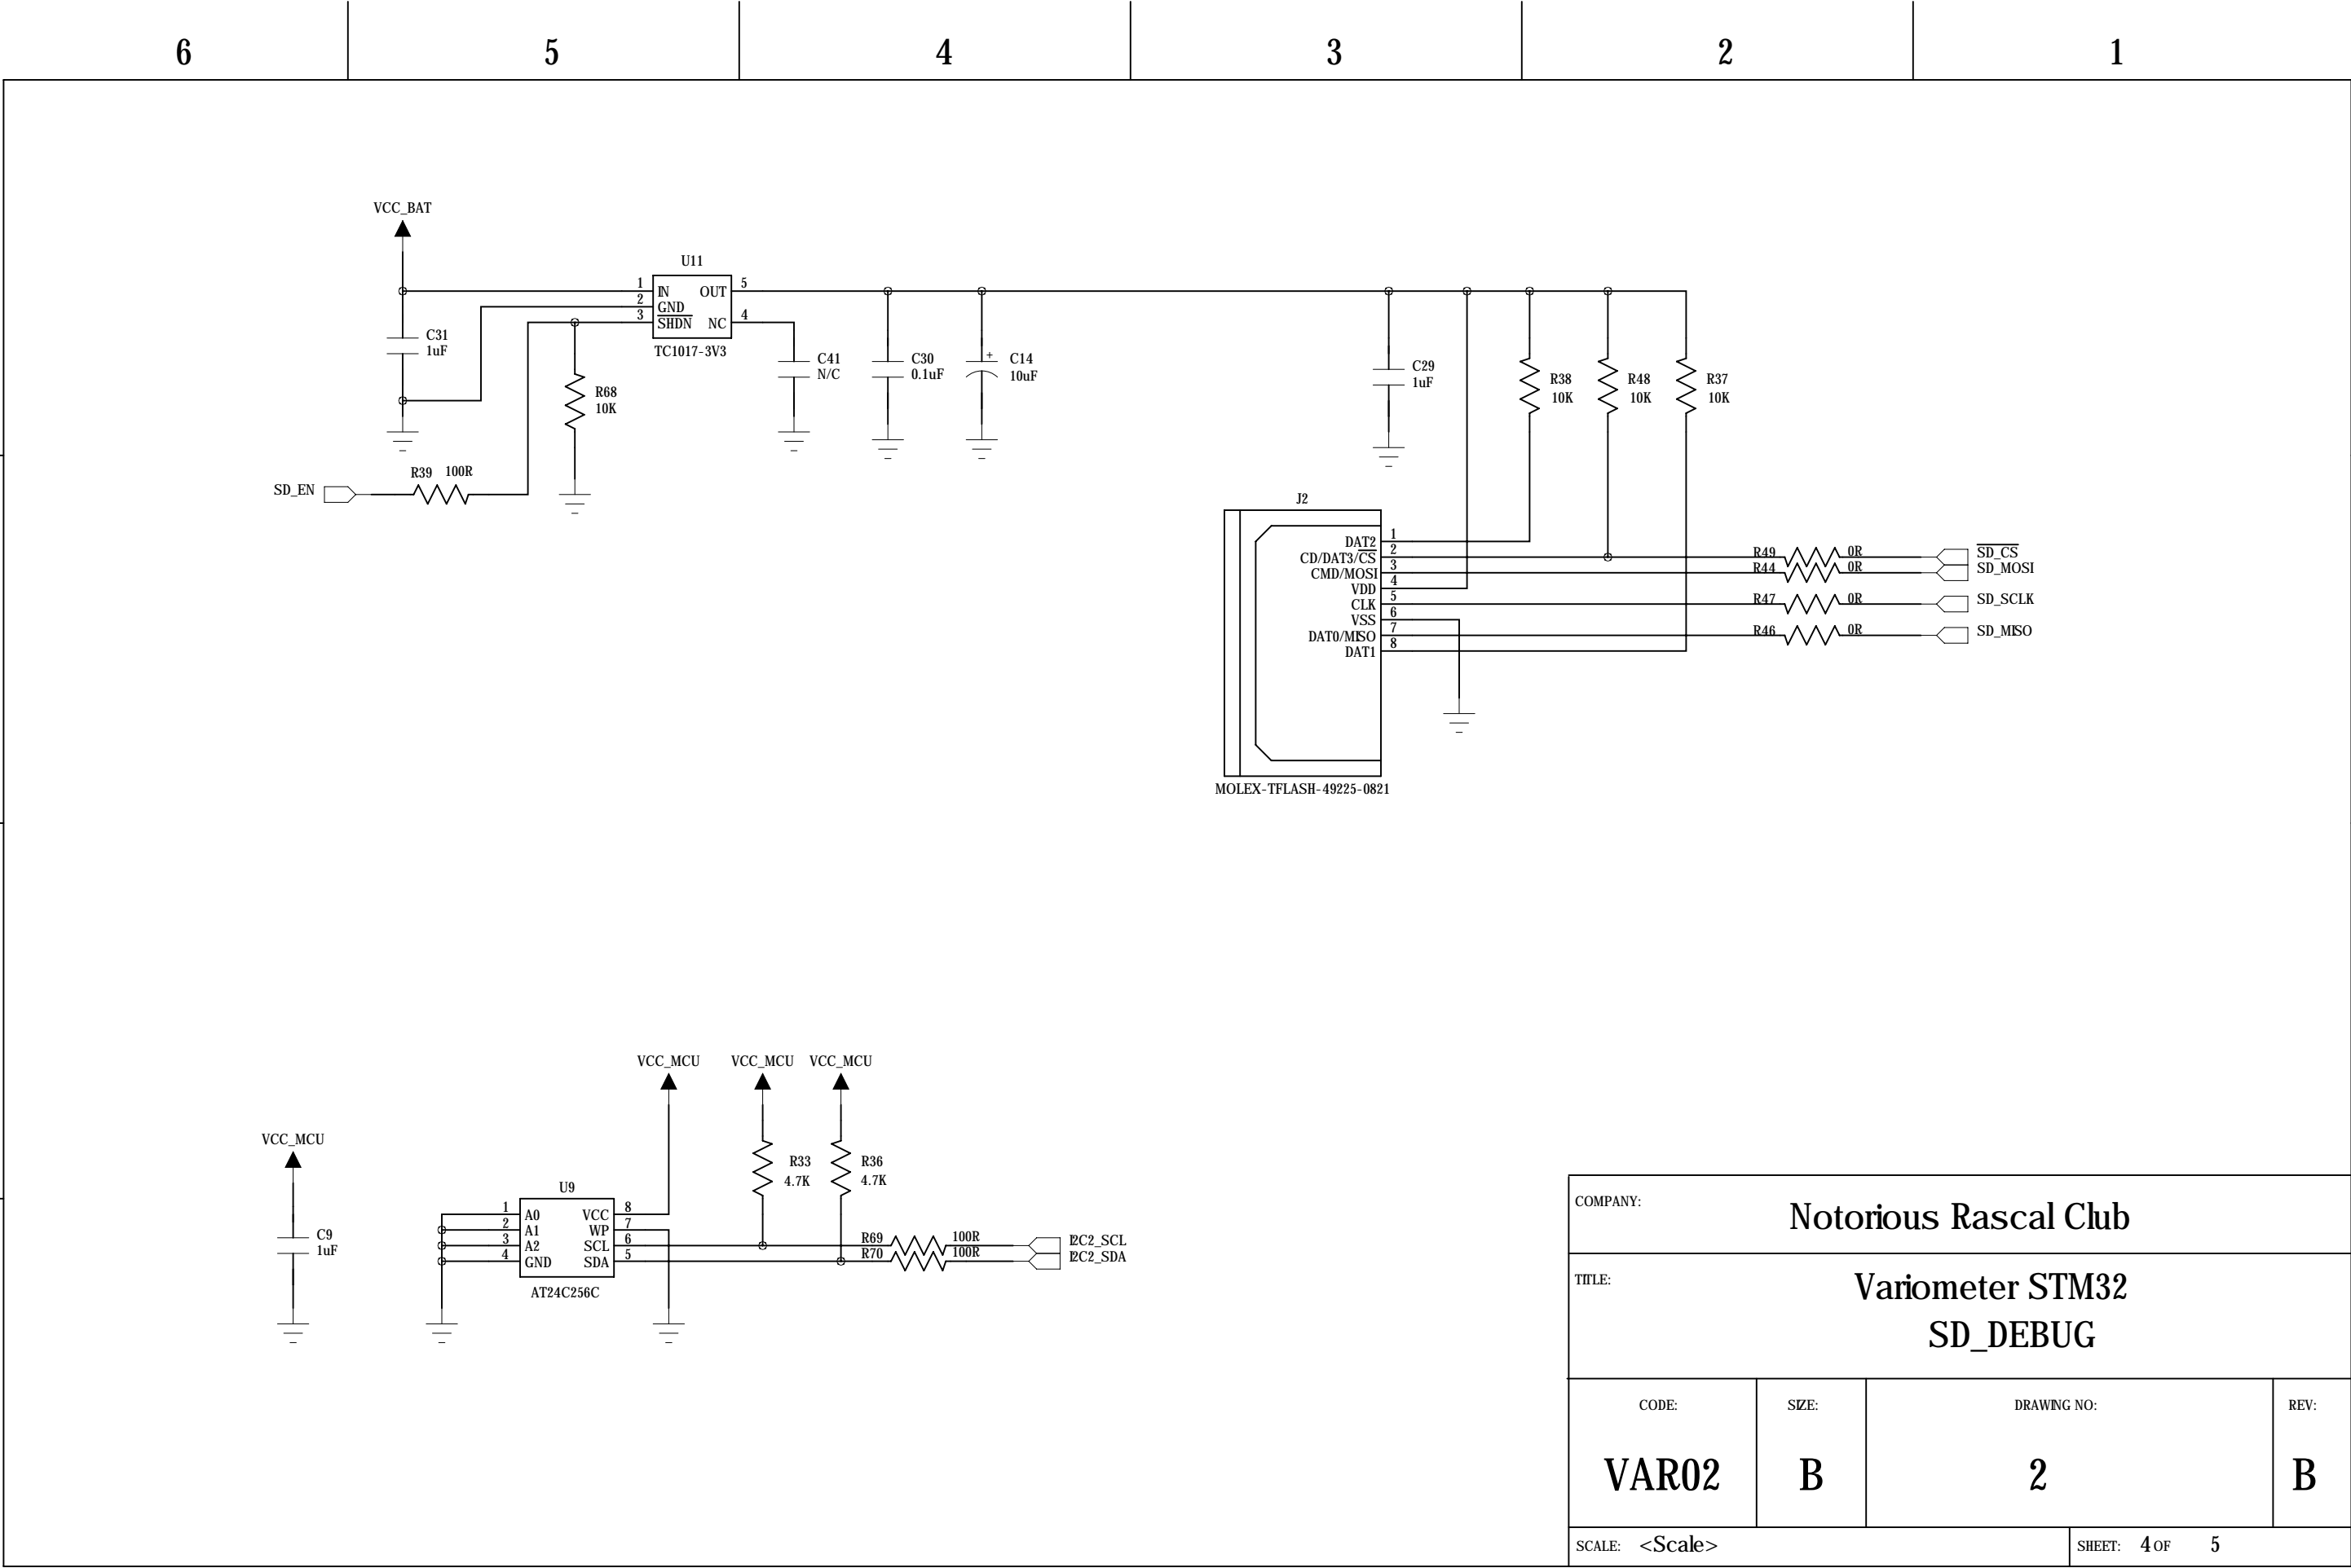 6 5 4 3 2 1
VCC_BAT
U11
1 IN OUT 5
2 GND
3 SHDN NC 4
TC1017-3V3
C31
1uF
R68
10K
C41
N/C
C30
0.1uF
+ C14
10uF
C29
1uF
R38
10K
R48
10K
R37
10K
SD_EN
R39 100R
J2
DAT2 1
CD/DAT3/CS 2
CMD/MOSI 3
VDD 4
CLK 5
VSS 6
DAT0/MISO 7
DAT1 8
MOLEX-TFLASH-49225-0821
R49 0R SD_CS
R44 0R SD_MOSI
R47 0R SD_SCLK
R46 0R SD_MISO
VCC_MCU VCC_MCU VCC_MCU
VCC_MCU
R33
4.7K
R36
4.7K
C9
1uF
U9
1 A0 VCC 8
2 A1 WP 7
3 A2 SCL 6
4 GND SDA 5
AT24C256C
R69 100R I2C2_SCL
R70 100R I2C2_SDA
COMPANY: Notorious Rascal Club
TITLE: Variometer STM32
SD_DEBUG
CODE: SIZE: DRAWING NO: REV:
VAR02 B 2 B
SCALE: <Scale> SHEET: 4 OF 5